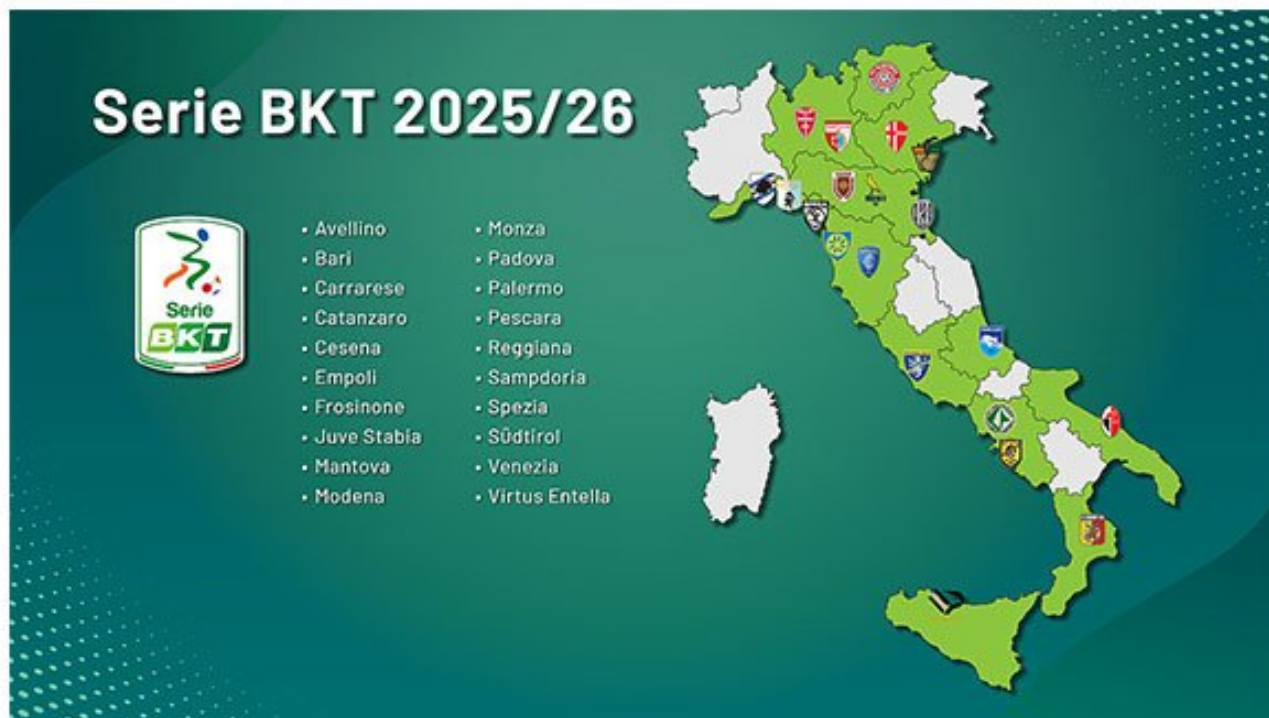 Serie BKT 2025/26
Serie
BKT
• Avellino
• Bari
• Carrarese
• Catanzaro
• Cesena
• Empoli
• Frosinone
• Juve Stabia
• Mantova
• Modena
• Monza
• Padova
• Palermo
• Pescara
• Reggiana
• Sampdoria
• Spezia
• Südtirol
• Venezia
• Virtus Entella